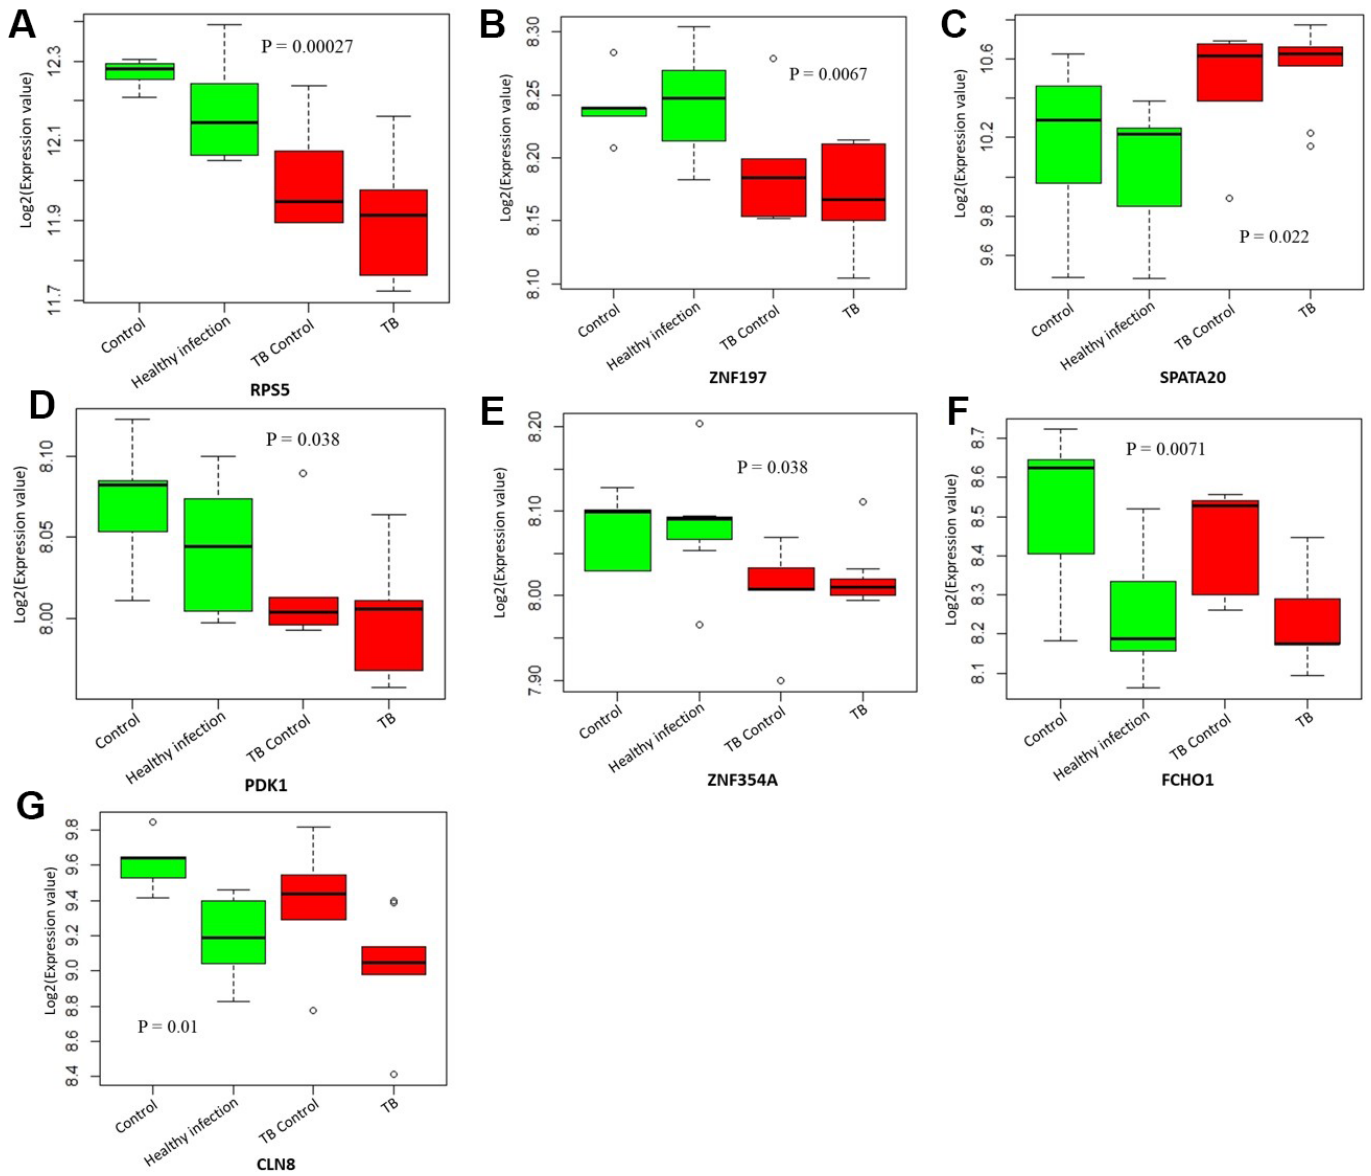 A
P = 0.00027
Log2(Expression value)
12.3
12.1
11.9
11.7
Control
Healthy infection
TB Control
TB
RPS5
B
P = 0.0067
Log2(Expression value)
8.30
8.25
8.20
8.15
8.10
Control
Healthy infection
TB Control
TB
ZNF197
C
P = 0.022
Log2(Expression value)
10.6
10.2
9.8
9.6
Control
Healthy infection
TB Control
TB
SPATA20
D
P = 0.038
Log2(Expression value)
8.10
8.05
8.00
Control
Healthy infection
TB Control
TB
PDK1
E
P = 0.038
Log2(Expression value)
8.20
8.10
8.00
7.90
Control
Healthy infection
TB Control
TB
ZNF354A
F
P = 0.0071
Log2(Expression value)
8.7
8.6
8.5
8.4
8.3
8.2
8.1
Control
Healthy infection
TB Control
TB
FCHO1
G
P = 0.01
Log2(Expression value)
9.8
9.6
9.4
9.2
9.0
8.8
8.6
8.4
Control
Healthy infection
TB Control
TB
CLN8